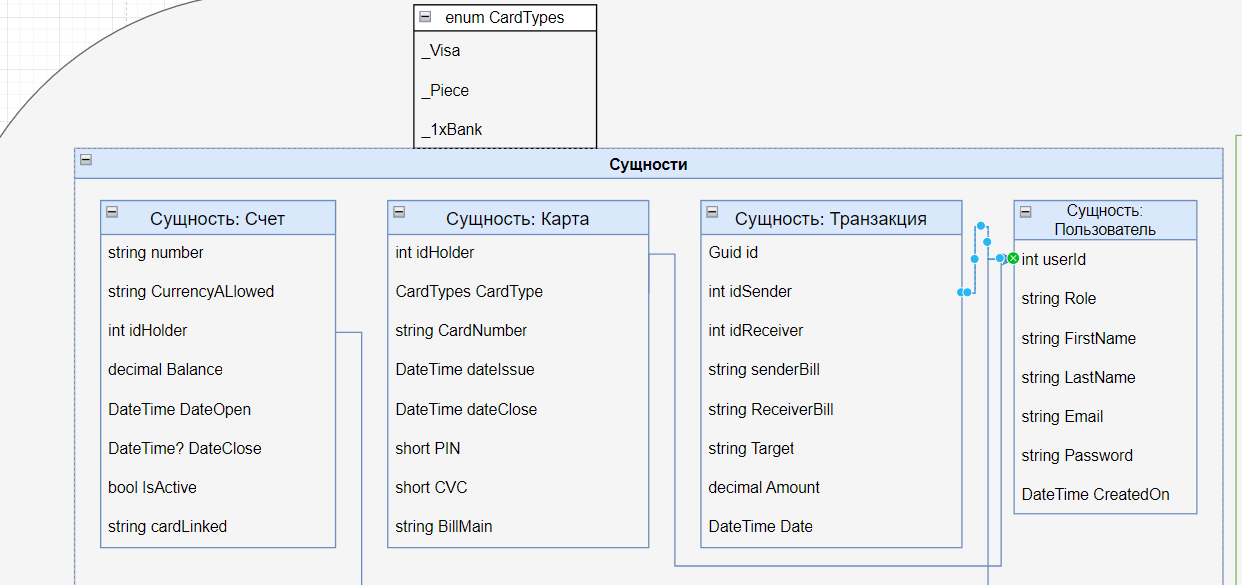 enum CardTypes
_Visa
_Piece
_1xBank
Сущности
Сущность: Счет
string number
string CurrencyALlowed
int idHolder
decimal Balance
DateTime DateOpen
DateTime? DateClose
bool IsActive
string cardLinked
Сущность: Карта
int idHolder
CardTypes CardType
string CardNumber
DateTime dateIssue
DateTime dateClose
short PIN
short CVC
string BillMain
Сущность: Транзакция
Guid id
int idSender
int idReceiver
string senderBill
string ReceiverBill
string Target
decimal Amount
DateTime Date
Сущность:
Пользователь
int userId
string Role
string FirstName
string LastName
string Email
string Password
DateTime CreatedOn